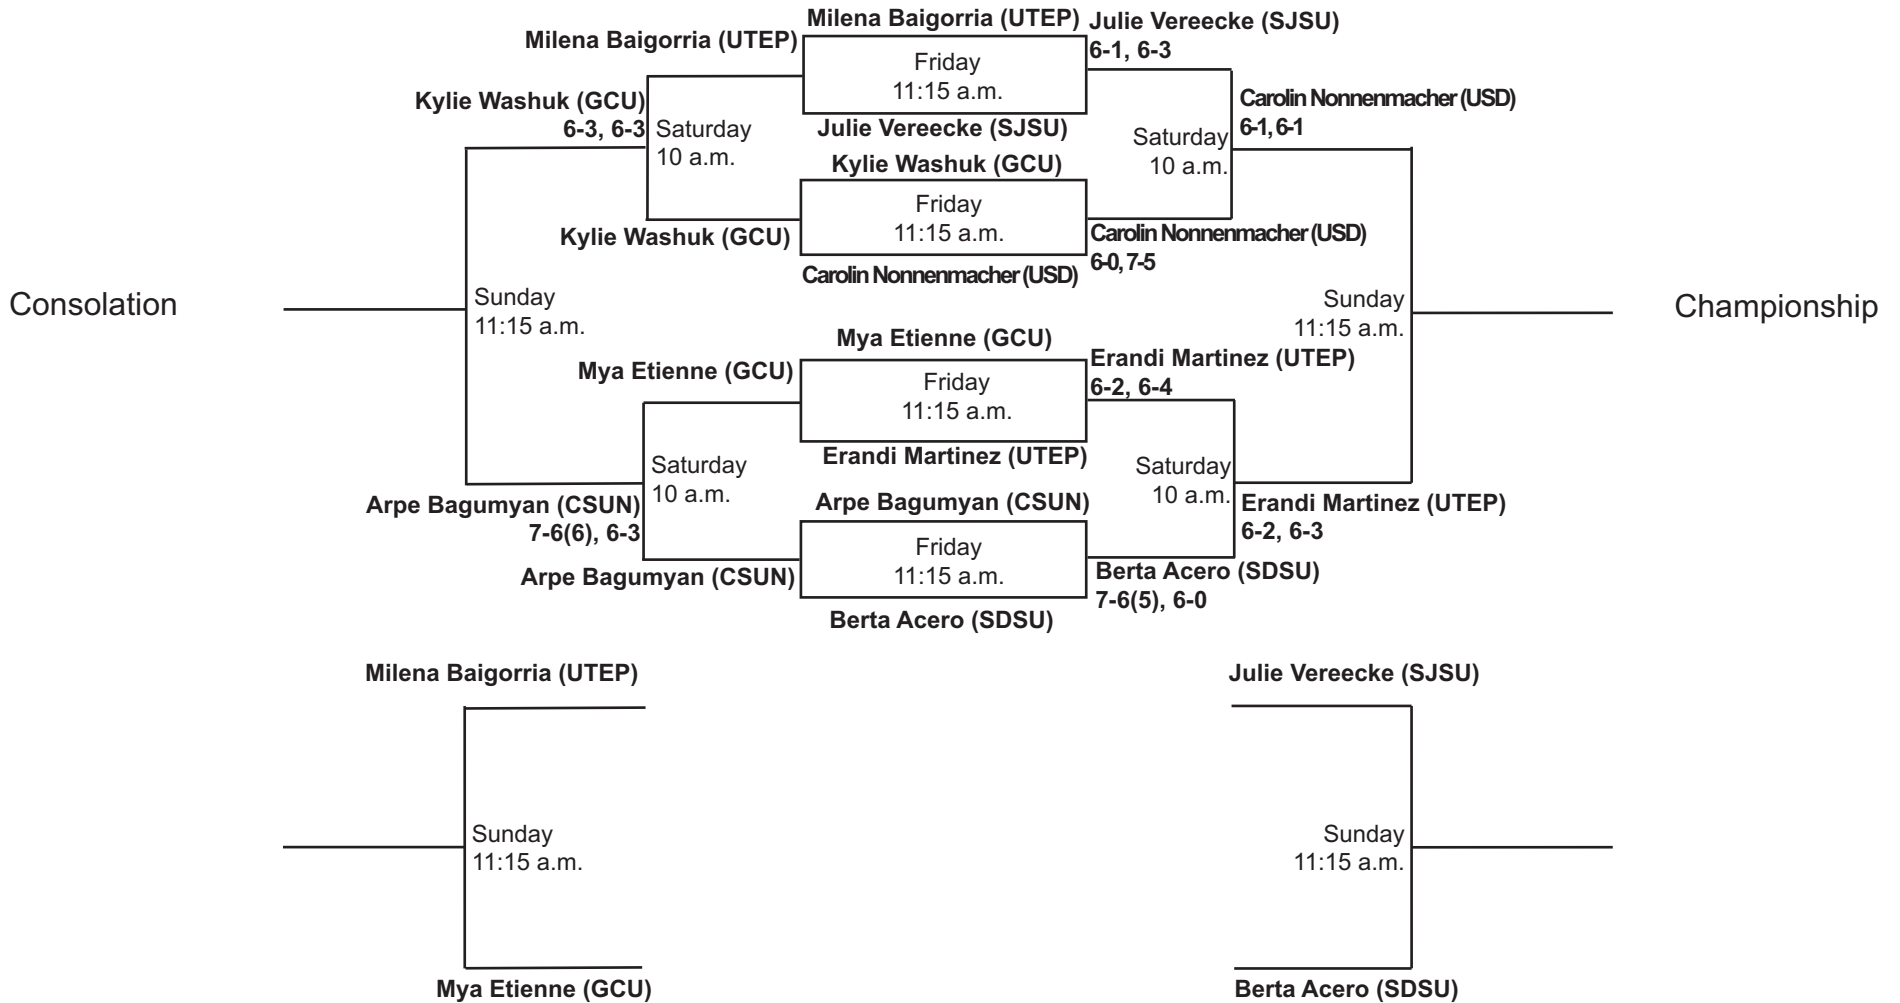 Milena Baigorria (UTEP)
Julie Vereecke (SJSU)
6-1, 6-3
Milena Baigorria (UTEP)
Friday
11:15 a.m.
Kylie Washuk (GCU)
6-3, 6-3
Saturday
10 a.m.
Julie Vereecke (SJSU)
Saturday
10 a.m.
Carolin Nonnenmacher (USD)
6-1, 6-1
Kylie Washuk (GCU)
Friday
11:15 a.m.
Kylie Washuk (GCU)
Carolin Nonnenmacher (USD)
6-0, 7-5
Carolin Nonnenmacher (USD)
Consolation
Sunday
11:15 a.m.
Sunday
11:15 a.m.
Championship
Mya Etienne (GCU)
Mya Etienne (GCU)
Friday
11:15 a.m.
Erandi Martinez (UTEP)
6-2, 6-4
Erandi Martinez (UTEP)
Saturday
10 a.m.
Saturday
10 a.m.
Arpe Bagumyan (CSUN)
7-6(6), 6-3
Arpe Bagumyan (CSUN)
Erandi Martinez (UTEP)
6-2, 6-3
Friday
11:15 a.m.
Arpe Bagumyan (CSUN)
Berta Acero (SDSU)
7-6(5), 6-0
Berta Acero (SDSU)
Milena Baigorria (UTEP)
Julie Vereecke (SJSU)
Sunday
11:15 a.m.
Sunday
11:15 a.m.
Mya Etienne (GCU)
Berta Acero (SDSU)